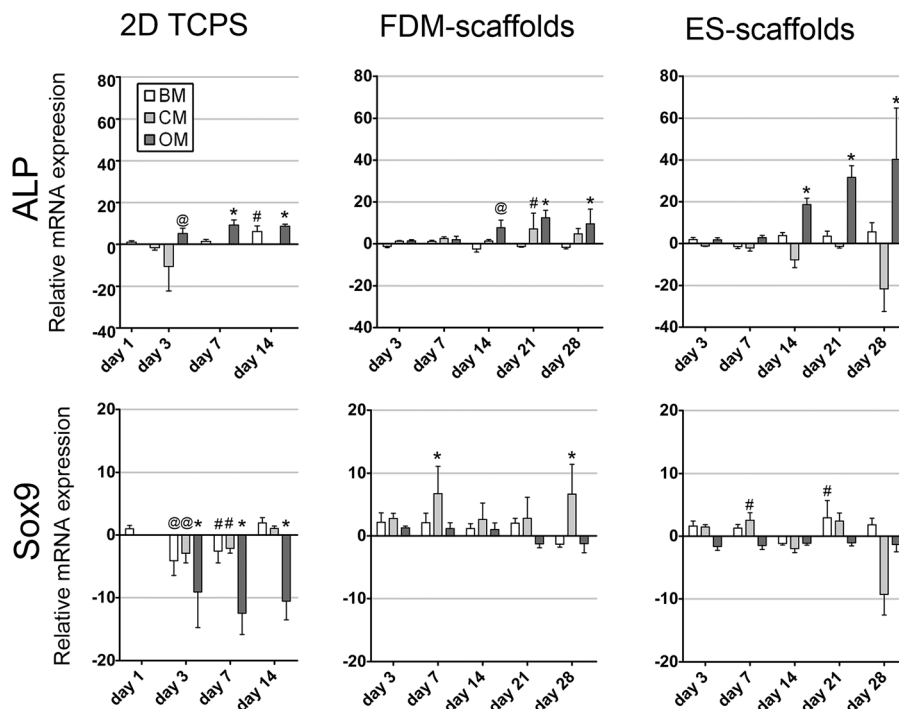 2D TCPS
FDM-scaffolds
ES-scaffolds
ALP
Relative mRNA expreesion
80
60
40
20
0
-20
-40
BM
CM
OM
@
*
#
*
day 1
day 3
day 7
day 14
80
60
40
20
0
-20
-40
@
#
*
*
day 3
day 7
day 14
day 21
day 28
80
60
40
20
0
-20
-40
*
*
*
day 3
day 7
day 14
day 21
day 28
Sox9
Relative mRNA expression
20
10
0
-10
-20
@@*
##*
*
day 1
day 3
day 7
day 14
20
10
0
-10
-20
*
*
day 3
day 7
day 14
day 21
day 28
20
10
0
-10
-20
#
#
day 3
day 7
day 14
day 21
day 28